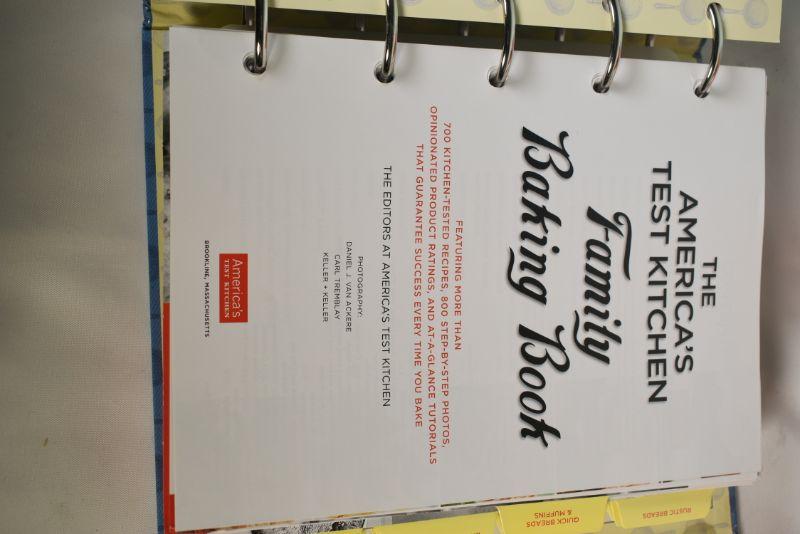 THE
AMERICA'S
TEST KITCHEN
Family
Baking Book
FEATURING MORE THAN
700 KITCHEN-TESTED RECIPES, 800 STEP-BY-STEP PHOTOS,
OPINIONATED PRODUCT RATINGS, AND AT-A-GLANCE TUTORIALS
THAT GUARANTEE SUCCESS EVERY TIME YOU BAKE
THE EDITORS AT AMERICA'S TEST KITCHEN
PHOTOGRAPHY:
DANIEL J. VAN ACKERE
CARL TREMBLAY
KELLER + KELLER
America's
TEST KITCHEN
BROOKLINE, MASSACHUSETTS
RUSTIC BREADS
QUICK BREADS
& MUFFINS